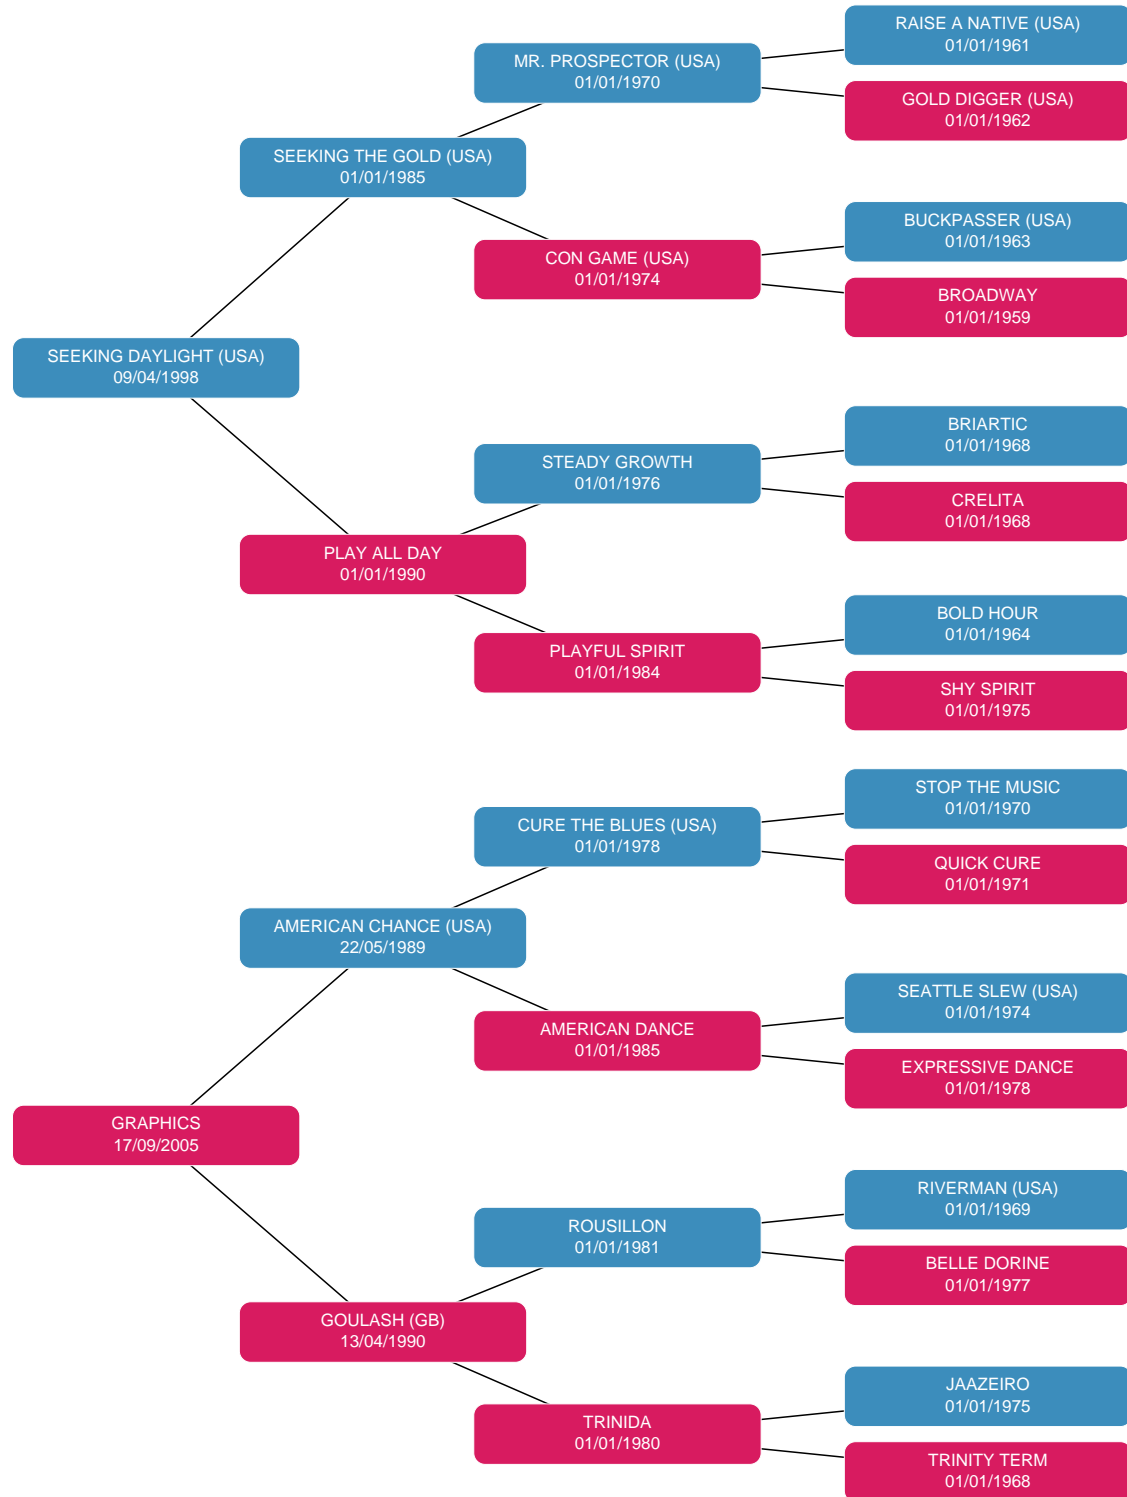 RAISE A NATIVE (USA)
01/01/1961
MR. PROSPECTOR (USA)
01/01/1970
GOLD DIGGER (USA)
01/01/1962
SEEKING THE GOLD (USA)
01/01/1985
BUCKPASSER (USA)
01/01/1963
CON GAME (USA)
01/01/1974
BROADWAY
01/01/1959
SEEKING DAYLIGHT (USA)
09/04/1998
BRIARTIC
01/01/1968
STEADY GROWTH
01/01/1976
CRELITA
01/01/1968
PLAY ALL DAY
01/01/1990
BOLD HOUR
01/01/1964
PLAYFUL SPIRIT
01/01/1984
SHY SPIRIT
01/01/1975
STOP THE MUSIC
01/01/1970
CURE THE BLUES (USA)
01/01/1978
QUICK CURE
01/01/1971
AMERICAN CHANCE (USA)
22/05/1989
SEATTLE SLEW (USA)
01/01/1974
AMERICAN DANCE
01/01/1985
EXPRESSIVE DANCE
01/01/1978
GRAPHICS
17/09/2005
RIVERMAN (USA)
01/01/1969
ROUSILLON
01/01/1981
BELLE DORINE
01/01/1977
GOULASH (GB)
13/04/1990
JAAZEIRO
01/01/1975
TRINIDA
01/01/1980
TRINITY TERM
01/01/1968